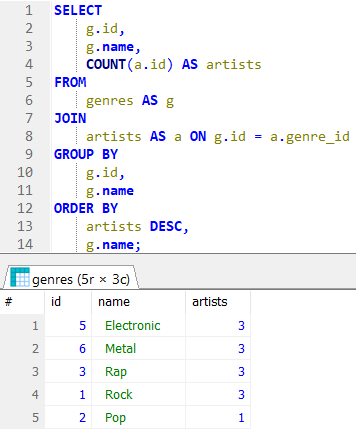 1 SELECT
2 g.id,
3 g.name,
4 COUNT(a.id) AS artists
5 FROM
6 genres AS g
7 JOIN
8 artists AS a ON g.id = a.genre_id
9 GROUP BY
10 g.id,
11 g.name
12 ORDER BY
13 artists DESC,
14 g.name;
genres (5r × 3c)
# id name artists
1 5 Electronic 3
2 6 Metal 3
3 3 Rap 3
4 1 Rock 3
5 2 Pop 1